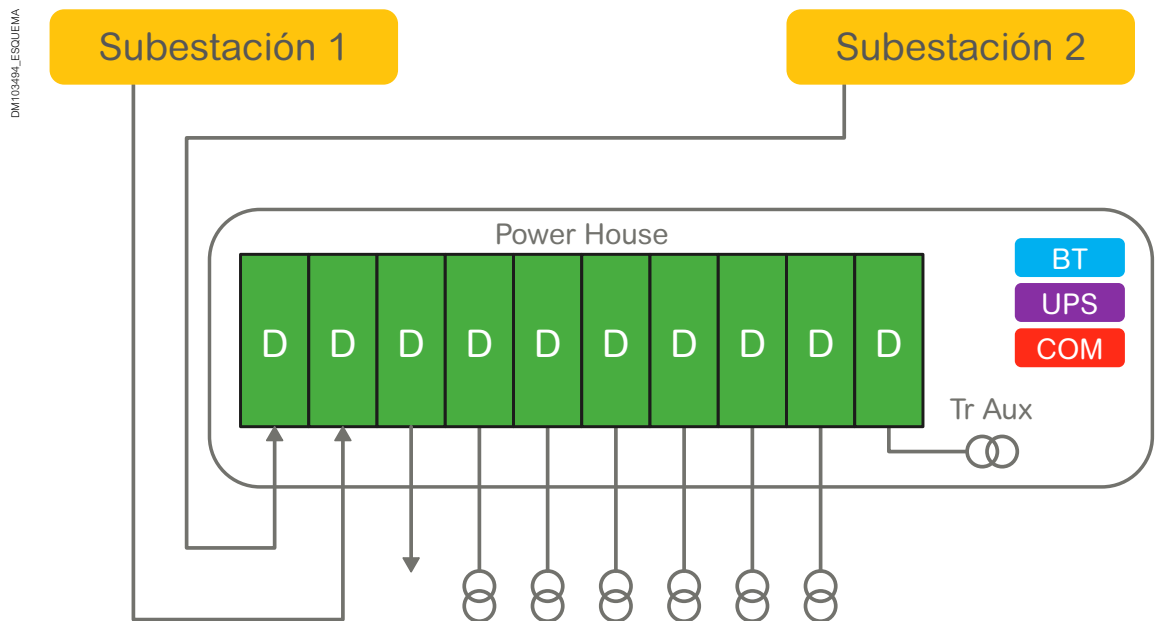 DM103494_ESQUEMA
Subestación 1
Subestación 2
Power House
BT
UPS
COM
D D D D D D D D D D
Tr Aux